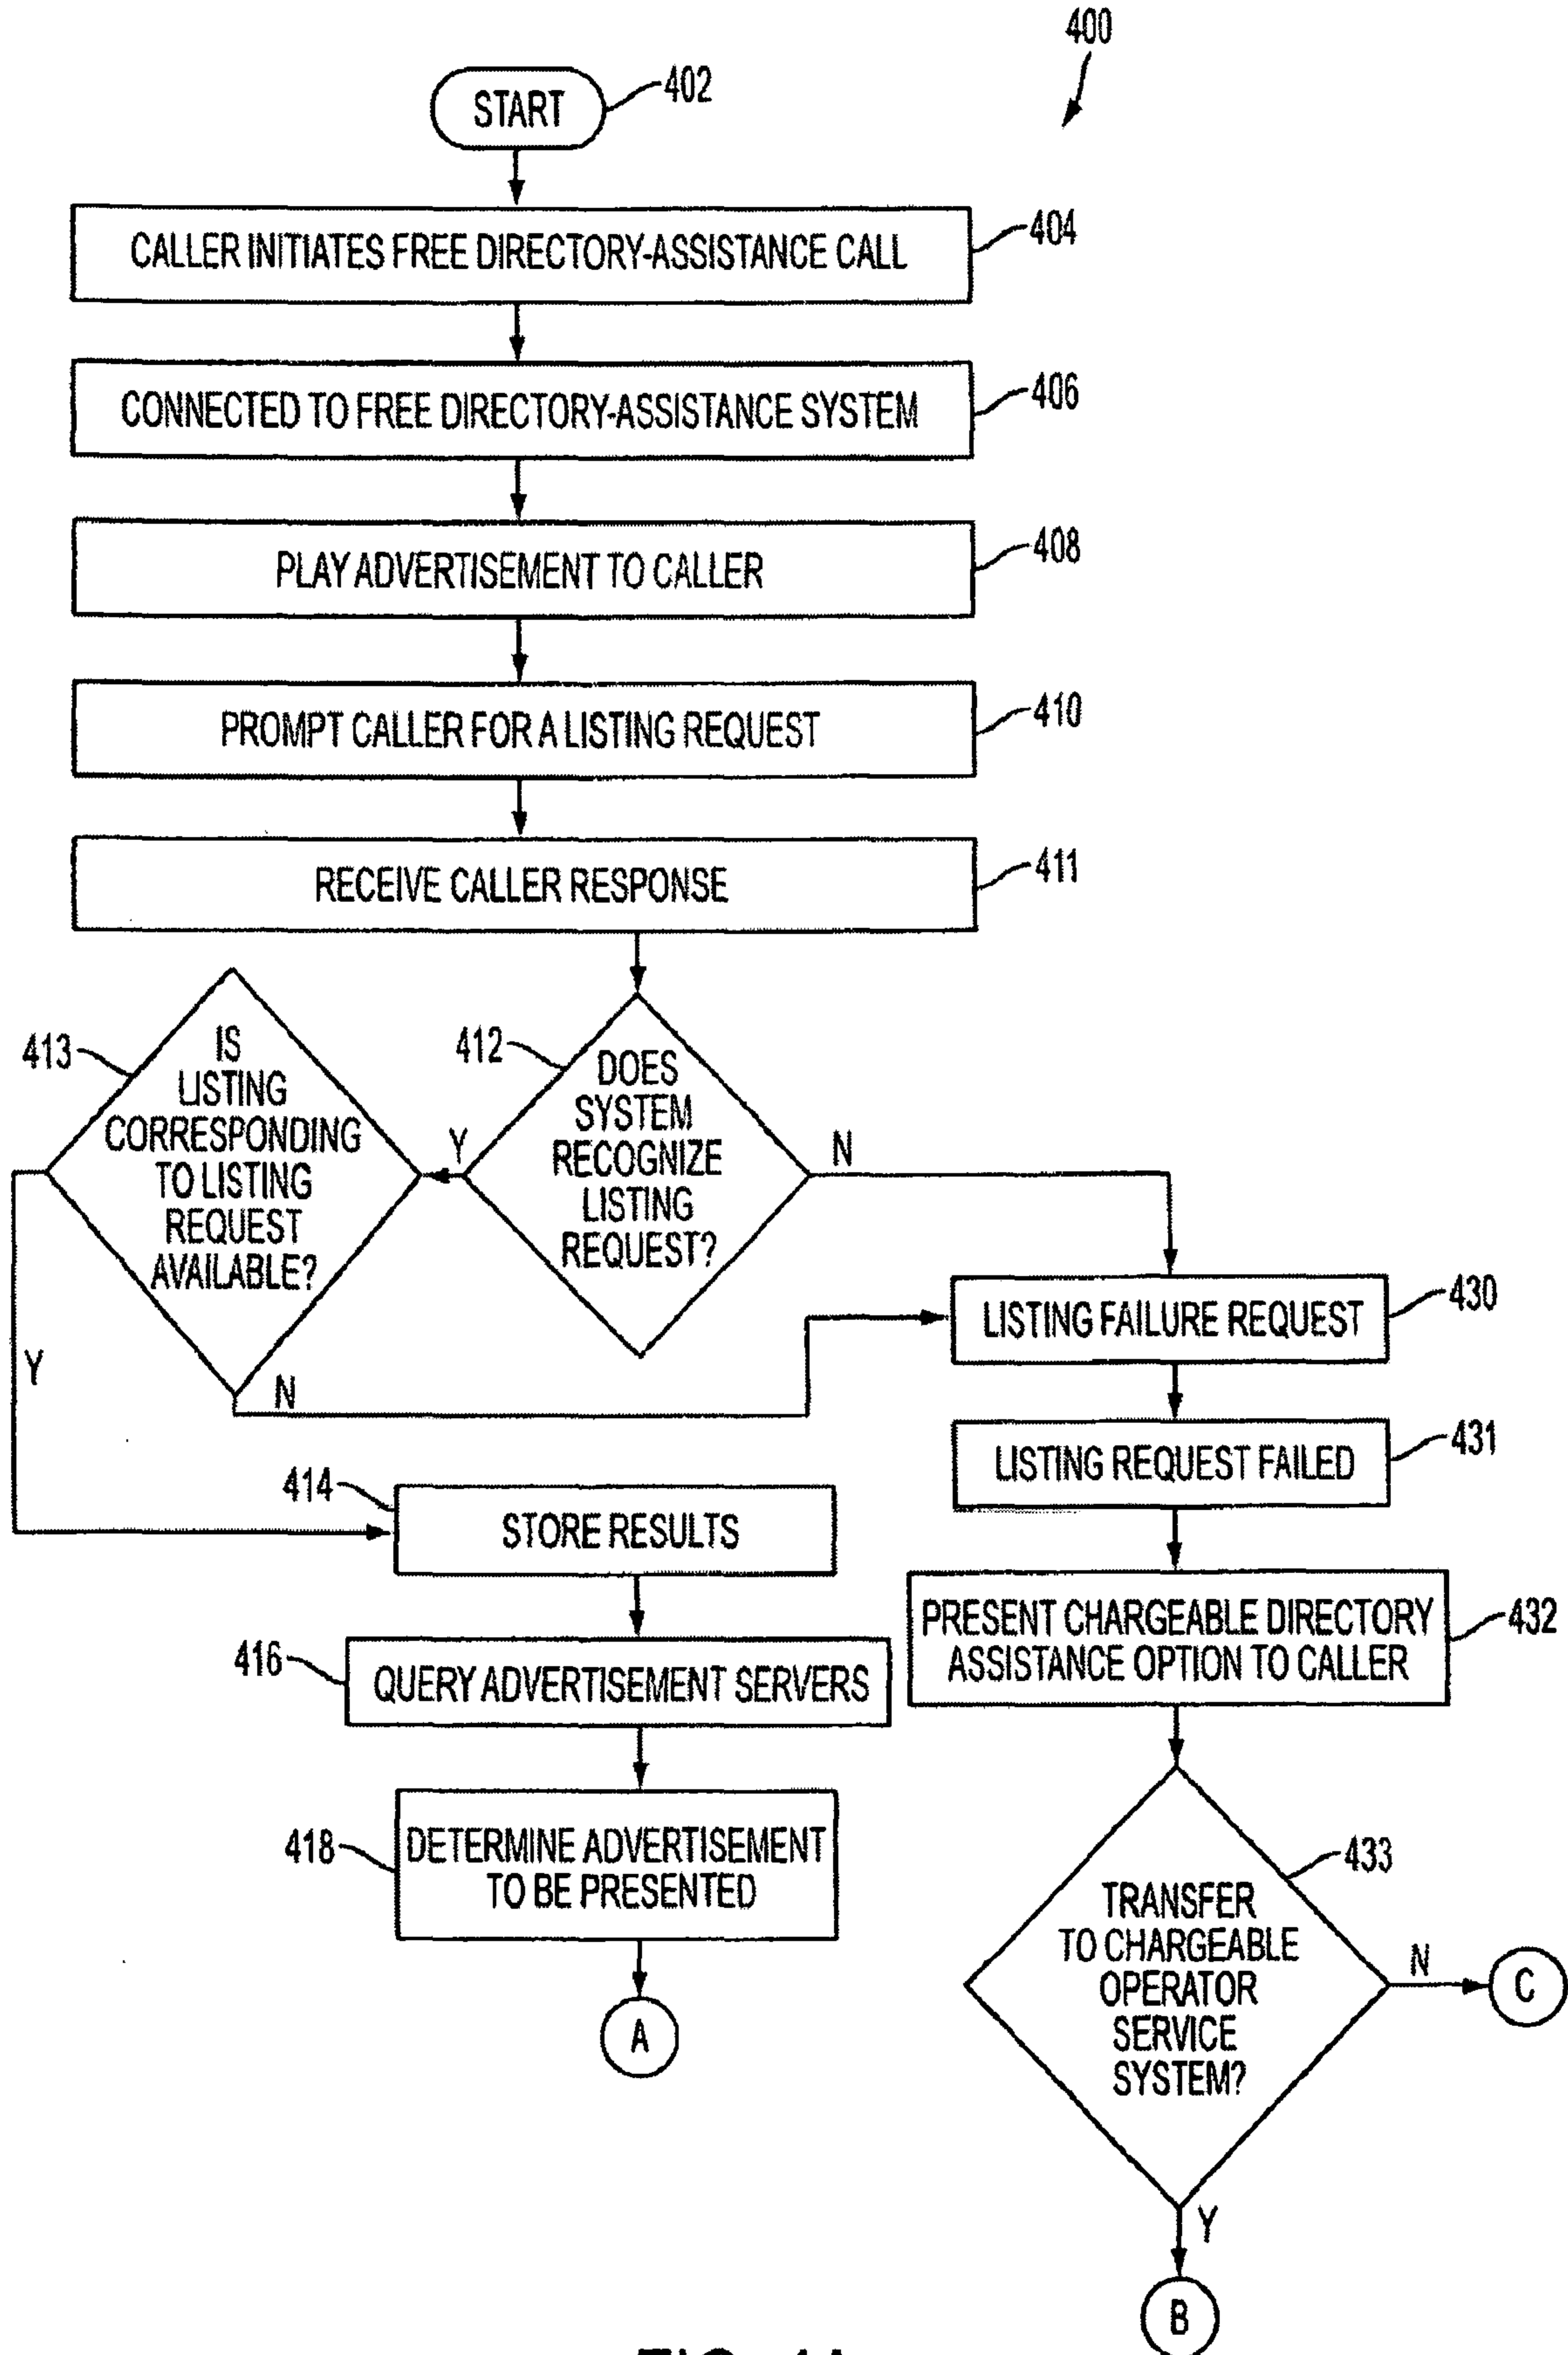 400
START
402
CALLER INITIATES FREE DIRECTORY-ASSISTANCE CALL
404
CONNECTED TO FREE DIRECTORY-ASSISTANCE SYSTEM
406
PLAY ADVERTISEMENT TO CALLER
408
PROMPT CALLER FOR A LISTING REQUEST
410
RECEIVE CALLER RESPONSE
411
413
IS
LISTING
CORRESPONDING
TO LISTING
REQUEST
AVAILABLE?
412
DOES
SYSTEM
RECOGNIZE
LISTING
REQUEST?
Y
N
Y
N
LISTING FAILURE REQUEST
430
LISTING REQUEST FAILED
431
414
STORE RESULTS
PRESENT CHARGEABLE DIRECTORY
ASSISTANCE OPTION TO CALLER
432
416
QUERY ADVERTISEMENT SERVERS
418
DETERMINE ADVERTISEMENT
TO BE PRESENTED
A
433
TRANSFER
TO CHARGEABLE
OPERATOR
SERVICE
SYSTEM?
N
C
Y
B